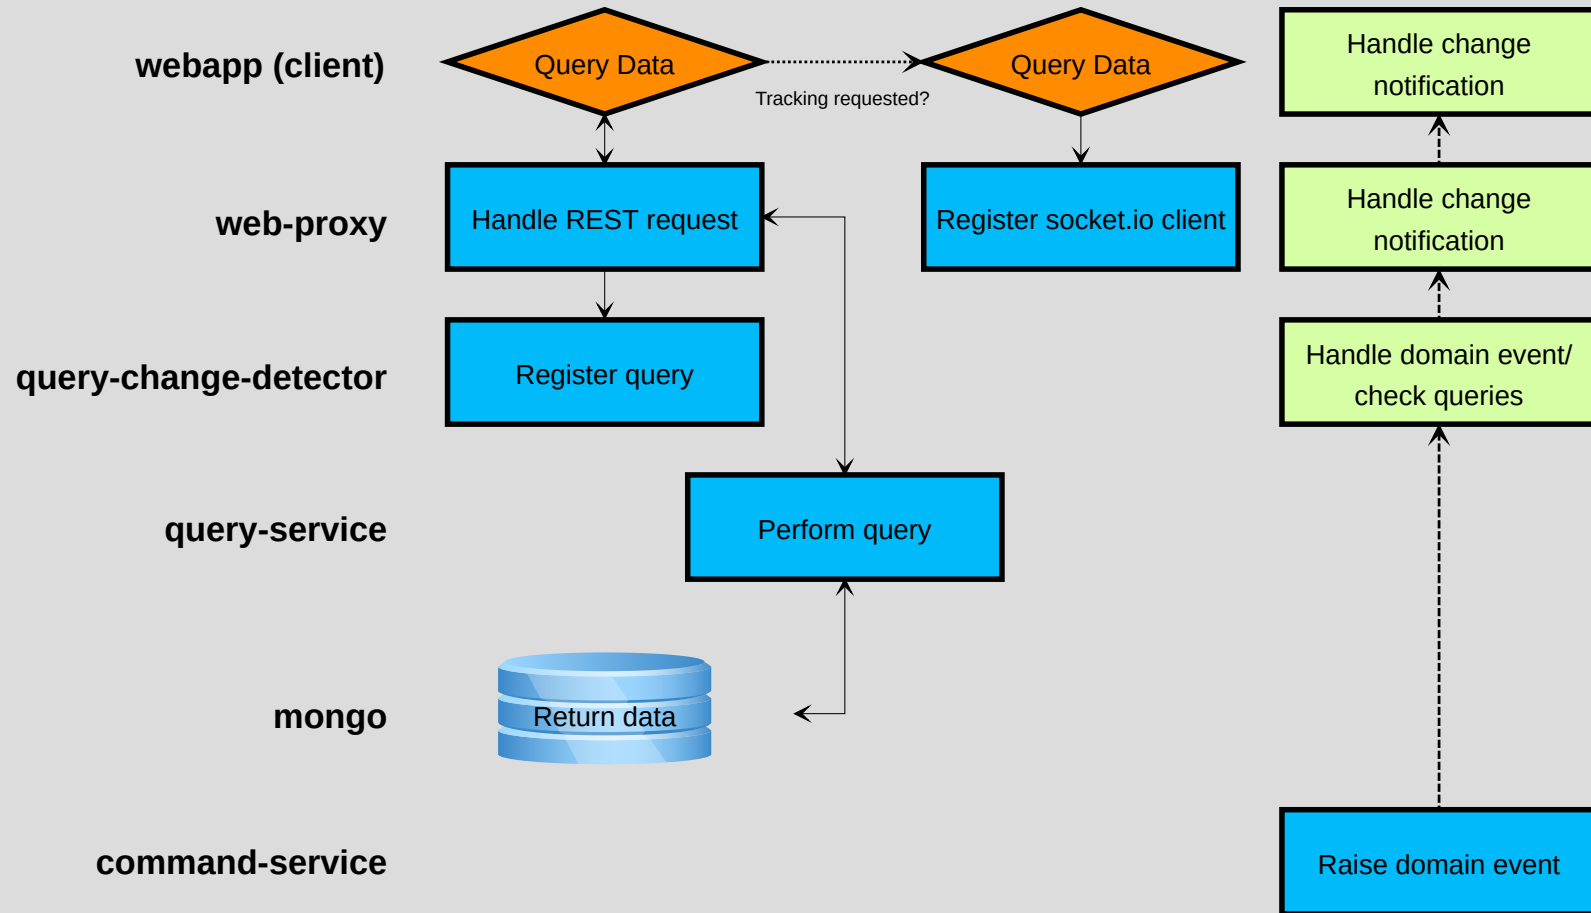 webapp (client)
Query Data
Tracking requested?
Query Data
Handle change
notification
web-proxy
Handle REST request
Register socket.io client
Handle change
notification
query-change-detector
Register query
Handle domain event/
check queries
query-service
Perform query
mongo
Return data
command-service
Raise domain event